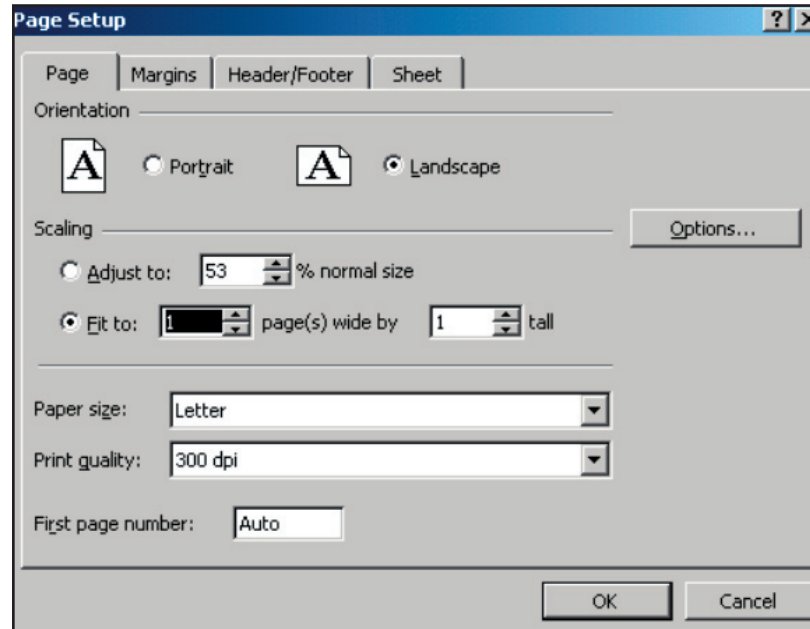 Page Setup
Page Margins Header/Footer Sheet
Orientation
A Portrait A Landscape
Scaling
Options...
Adjust to: 53 % normal size
Fit to: 1 page(s) wide by 1 tall
Paper size: Letter
Print quality: 300 dpi
First page number: Auto
OK Cancel